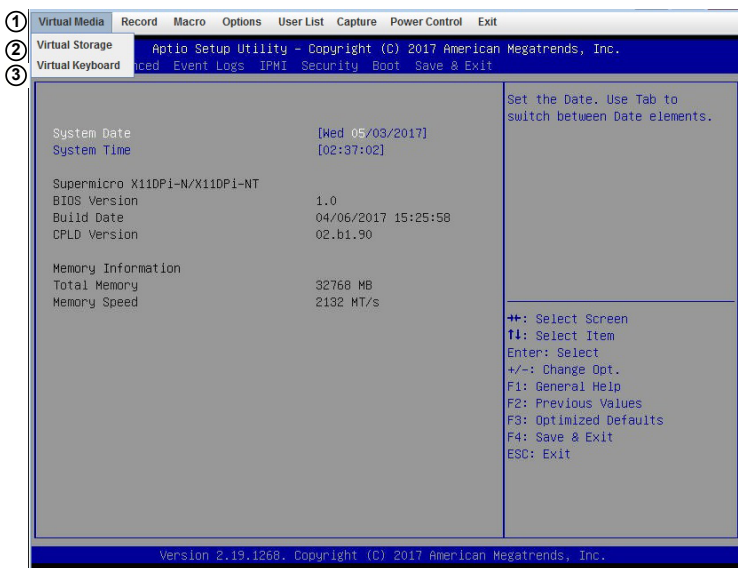 ① Virtual Media Record Macro Options User List Capture Power Control Exit
② Virtual Storage Aptio Setup Utility – Copyright (C) 2017 American Megatrends, Inc.
③ Virtual Keyboard nced Event Logs IPMI Security Boot Save & Exit
Set the Date. Use Tab to
switch between Date elements.
System Date [Wed 05/03/2017]
System Time [02:37:02]
Supermicro X11DPi-N/X11DPi-NT
BIOS Version 1.0
Build Date 04/06/2017 15:25:58
CPLD Version 02.b1.90
Memory Information
Total Memory 32768 MB
Memory Speed 2132 MT/s
→←: Select Screen
↑↓: Select Item
Enter: Select
+/-: Change Opt.
F1: General Help
F2: Previous Values
F3: Optimized Defaults
F4: Save & Exit
ESC: Exit
Version 2.19.1268. Copyright (C) 2017 American Megatrends, Inc.